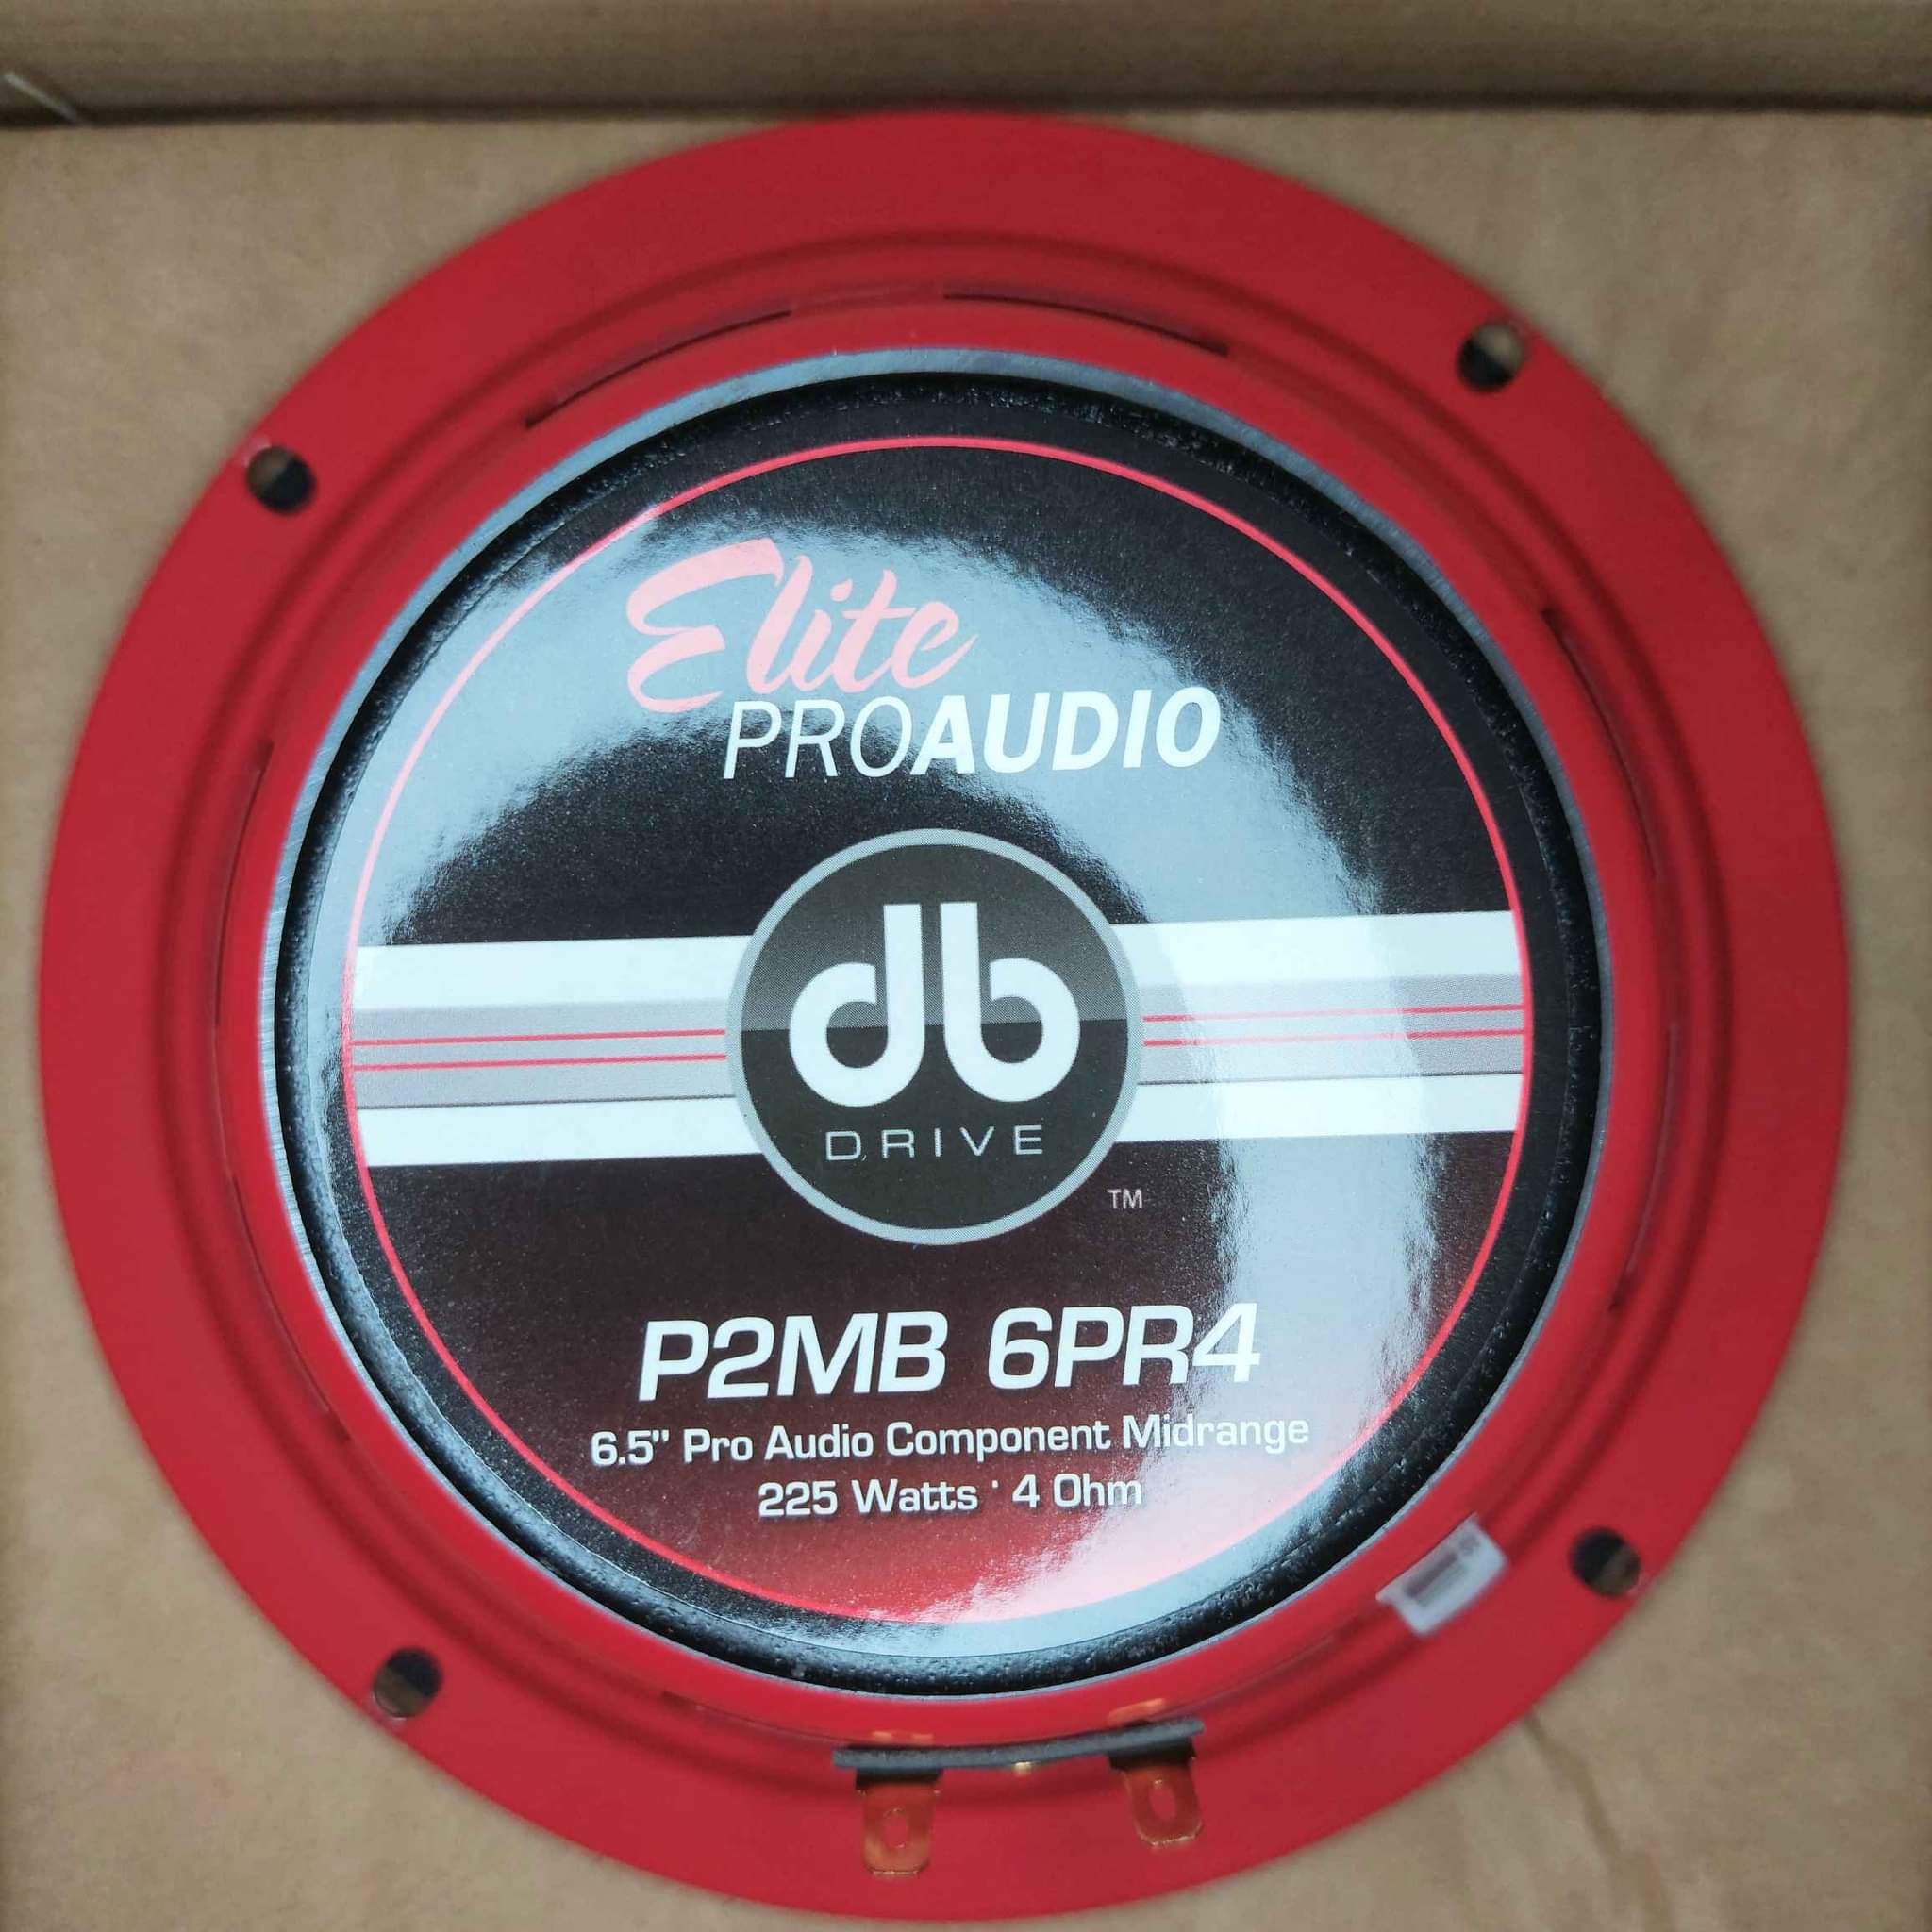 Elite
PROAUDIO
db
DRIVE
TM
P2MB 6PR4
6.5" Pro Audio Component Midrange
225 Watts · 4 Ohm